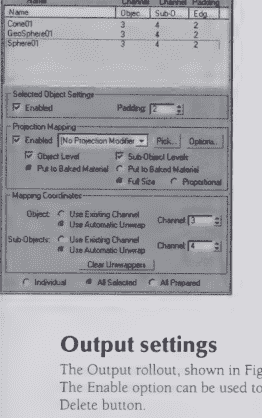 Name Channel Channel Padding
Name Objec.. Sub-O.. Edg..
Cone01 3 4 2
GeoSphere01 3 4 2
Sphere01 3 4 2
Selected Object Settings
Enabled Padding: 2
Projection Mapping
Enabled (No Projection Modifier Pick... Options...
Object Level Sub-Object Levels
Put to Baked Material Put to Baked Material
Full Size Proportional
Mapping Coordinates
Object: Use Existing Channel
Use Automatic Unwrap Channel: 3
Sub-Objects: Use Existing Channel
Use Automatic Unwrap Channel: 4
Clear Unwrappers
Individual All Selected All Prepared
Output settings
The Output rollout, shown in Fig
The Enable option can be used to
Delete button.